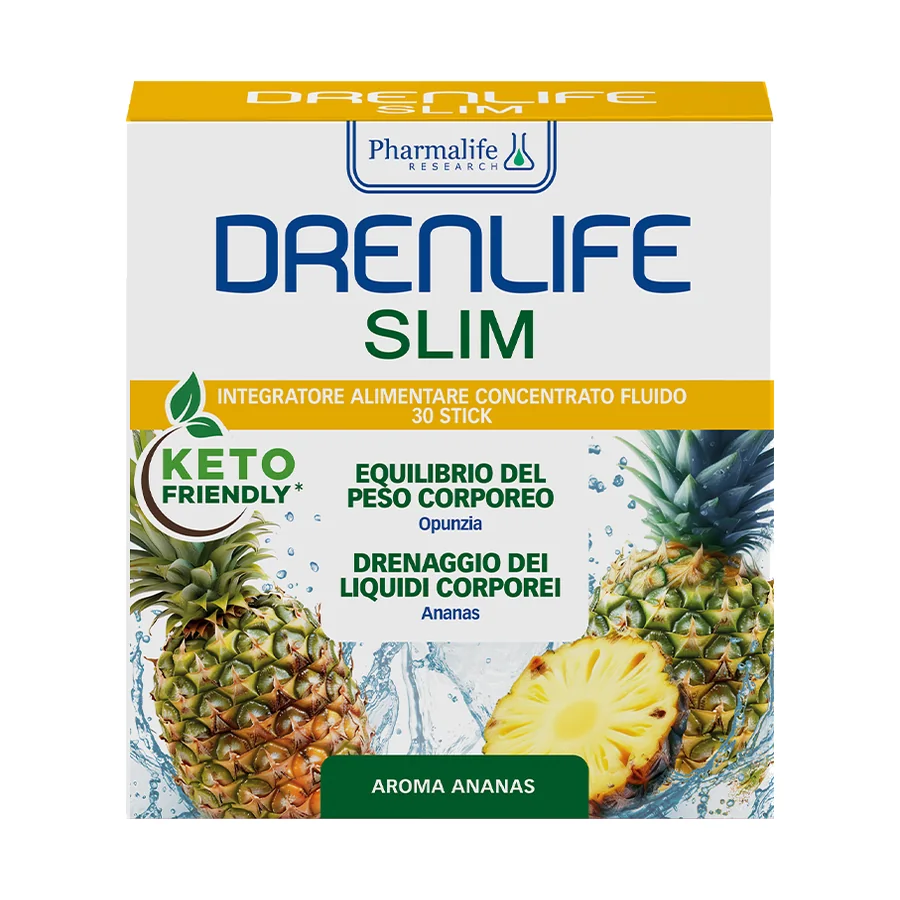 DRENLIFE
SLIM
Pharmalife
RESEARCH
DRENLIFE
SLIM
INTEGRATORE ALIMENTARE CONCENTRATO FLUIDO
30 STICK
KETO
FRIENDLY*
EQUILIBRIO DEL
PESO CORPOREO
Opunzia
DRENAGGIO DEI
LIQUIDI CORPOREI
Ananas
AROMA ANANAS